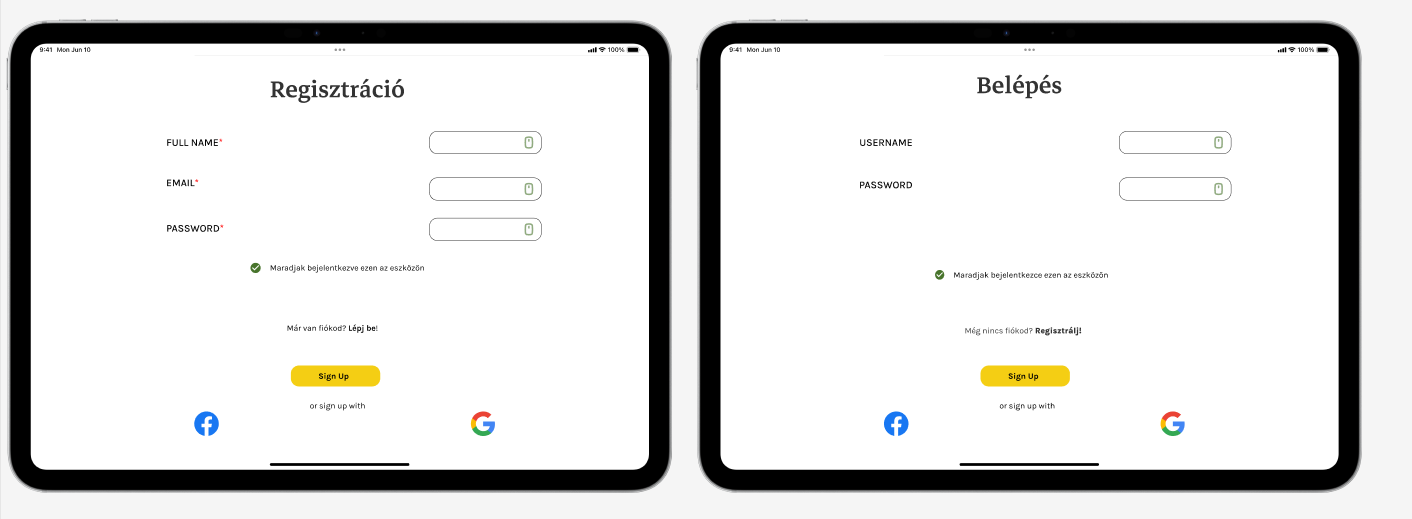 9:41 Mon Jun 10
100%
Regisztráció
FULL NAME*
EMAIL*
PASSWORD*
Maradjak bejelentkezve ezen az eszközön
Már van fiókod? Lépj be!
Sign Up
or sign up with
9:41 Mon Jun 10
100%
Belépés
USERNAME
PASSWORD
Maradjak bejelentkezce ezen az eszközön
Még nincs fiókod? Regisztrálj!
Sign Up
or sign up with